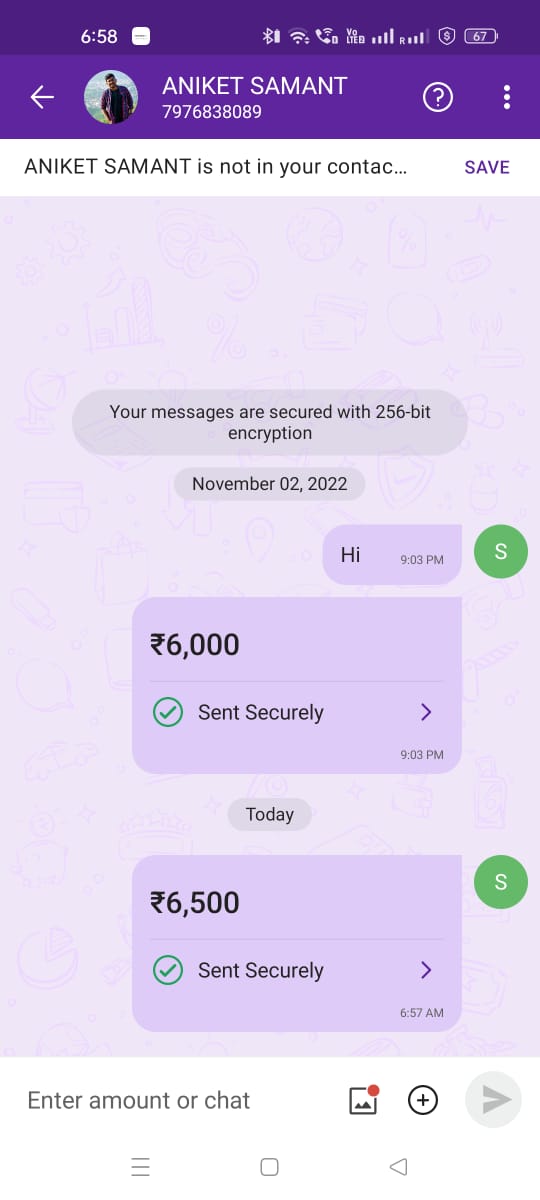 6:58
Vo
LTE2
R
67
ANIKET SAMANT
7976838089
ANIKET SAMANT is not in your contac...
SAVE
Your messages are secured with 256-bit
encryption
November 02, 2022
Hi
9:03 PM
S
₹6,000
Sent Securely
9:03 PM
Today
S
₹6,500
Sent Securely
6:57 AM
Enter amount or chat